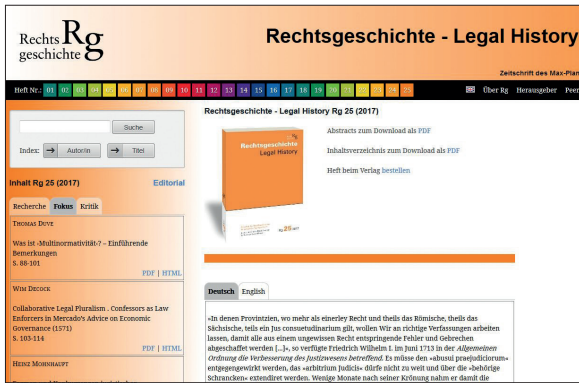 Rechts Rg
geschichte
Rechtsgeschichte - Legal History
Zeitschrift des Max-Plan
Heft Nr.: 01 02 03 04 05 06 07 08 09 10 11 12 13 14 15 16 17 18 19 20 21 22 23 24 25
Über Rg Herausgeber Peer
Suche
Index: Autor/in Titel
Inhalt Rg 25 (2017) Editorial
Recherche Fokus Kritik
Thomas Duve
Was ist ›Multinormativität‹? – Einführende
Bemerkungen
S. 88-101
PDF | HTML
Wim Decock
Collaborative Legal Pluralism . Confessors as Law
Enforcers in Mercado's Advice on Economic
Governance (1571)
S. 103-114
PDF | HTML
Heinz Mohnhaupt
Rechtsgeschichte - Legal History Rg 25 (2017)
Rechtsgeschichte
Legal History
Rg 25
Abstracts zum Download als PDF
Inhaltsverzeichnis zum Download als PDF
Heft beim Verlag bestellen
Deutsch English
»In denen Provintzien, wo mehr als einerley Recht und theils das Römische, theils das
Sächsische, teils ein Jus consuetudinarium gilt, wollen Wir an richtige Verfassungen arbeiten
lassen, damit alle aus einem ungewissen Recht entspringende Fehler und Gebrechen
abgeschaffet werden [...]«, so verfügte Friedrich Wilhelm I. im Juni 1713 in der Allgemeinen
Ordnung die Verbesserung des Justizwesens betreffend. Es müsse den »abusui praejudiciorum«
entgegengewirkt werden, das »arbitrium Judicis« dürfe nicht zu weit und über die »behörige
Schrancken« extendiret werden. Wenige Monate nach seiner Krönung nahm er damit die